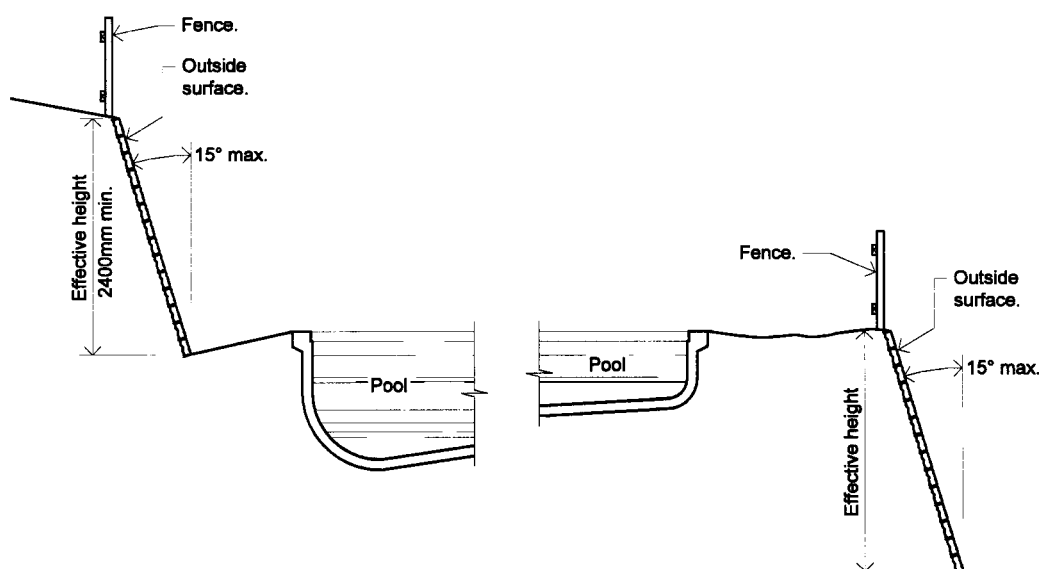 Fence.
Outside
surface.
15° max.
Effective height
2400mm min.
Pool
Pool
Fence.
Outside
surface.
15° max.
Effective height